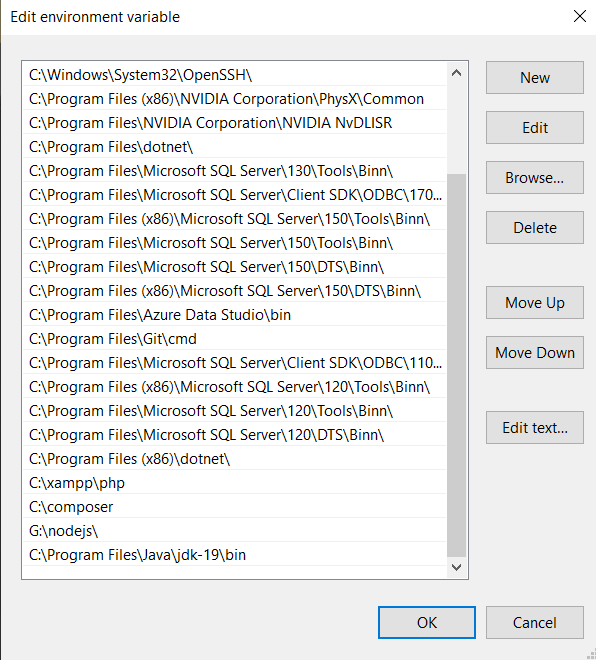 Edit environment variable
C:\Windows\System32\OpenSSH\
C:\Program Files (x86)\NVIDIA Corporation\PhysX\Common
C:\Program Files\NVIDIA Corporation\NVIDIA NvDLISR
C:\Program Files\dotnet\
C:\Program Files\Microsoft SQL Server\130\Tools\Binn\
C:\Program Files\Microsoft SQL Server\Client SDK\ODBC\170...
C:\Program Files (x86)\Microsoft SQL Server\150\Tools\Binn\
C:\Program Files\Microsoft SQL Server\150\Tools\Binn\
C:\Program Files\Microsoft SQL Server\150\DTS\Binn\
C:\Program Files (x86)\Microsoft SQL Server\150\DTS\Binn\
C:\Program Files\Azure Data Studio\bin
C:\Program Files\Git\cmd
C:\Program Files\Microsoft SQL Server\Client SDK\ODBC\110...
C:\Program Files (x86)\Microsoft SQL Server\120\Tools\Binn\
C:\Program Files\Microsoft SQL Server\120\Tools\Binn\
C:\Program Files\Microsoft SQL Server\120\DTS\Binn\
C:\Program Files (x86)\dotnet\
C:\xampp\php
C:\composer
G:\nodejs\
C:\Program Files\Java\jdk-19\bin
New
Edit
Browse...
Delete
Move Up
Move Down
Edit text...
OK
Cancel